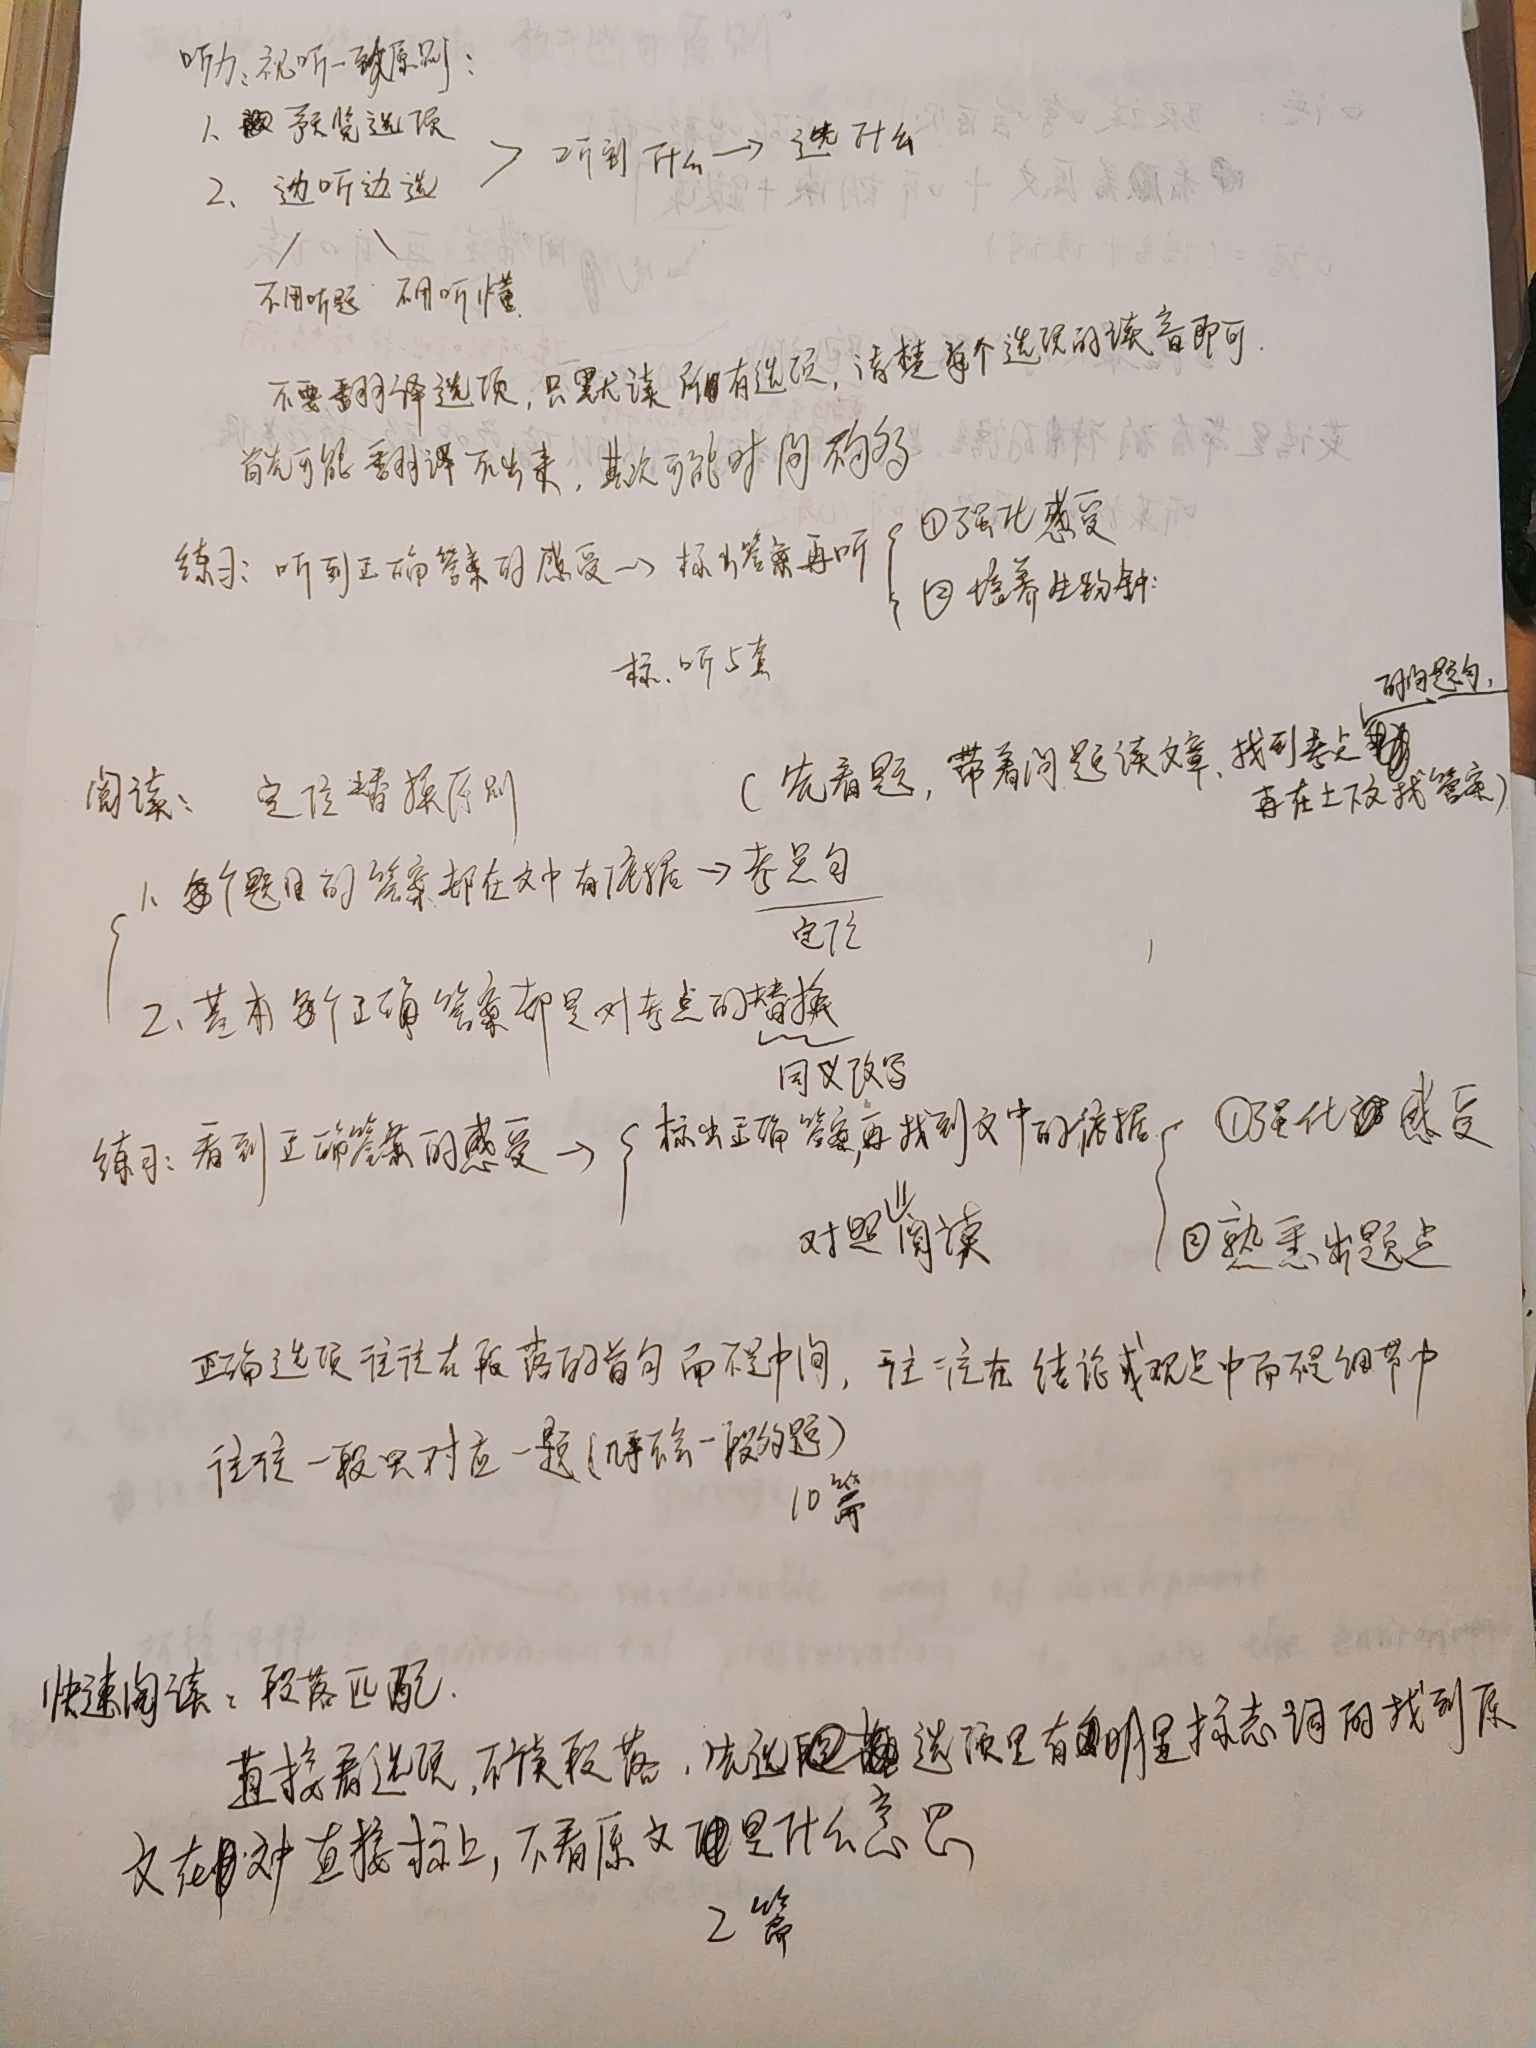 听力:视听一致原则:
1、预览选项
2、边听边选
> 听到什么→选什么
不用听题 不用听懂
不要翻译选项,只默读所有选项,清楚每个选项的读音即可.
首先可能翻译不出来,其次可能时间不够
练习:听到正确答案的感受→标出答案再听
①强化感受
②培养生物钟
标、听5套
阅读: 定位替换原则
(先看题,带着问题读文章、找到考点
的问题句,
再在上下文找答案)
1、每个题目的答案都在文中有依据→考点句
定位
2、基本每个正确答案都是对考点的替换
同义改写
练习:看到正确答案的感受→ 标出正确答案,再找到文中的依据
①强化感受
对照阅读
②熟悉出题点
正确选项往往在段落的首句而不是中间,往往在结论或观点中而不是细节中
往往一段只对应一题(几乎不会一段多题)
10篇
快速阅读:段落匹配.
直接看选项,不读段落,先选选项里有明显标志词的找到原
文在对直接标上,不看原文是什么意思
2篇